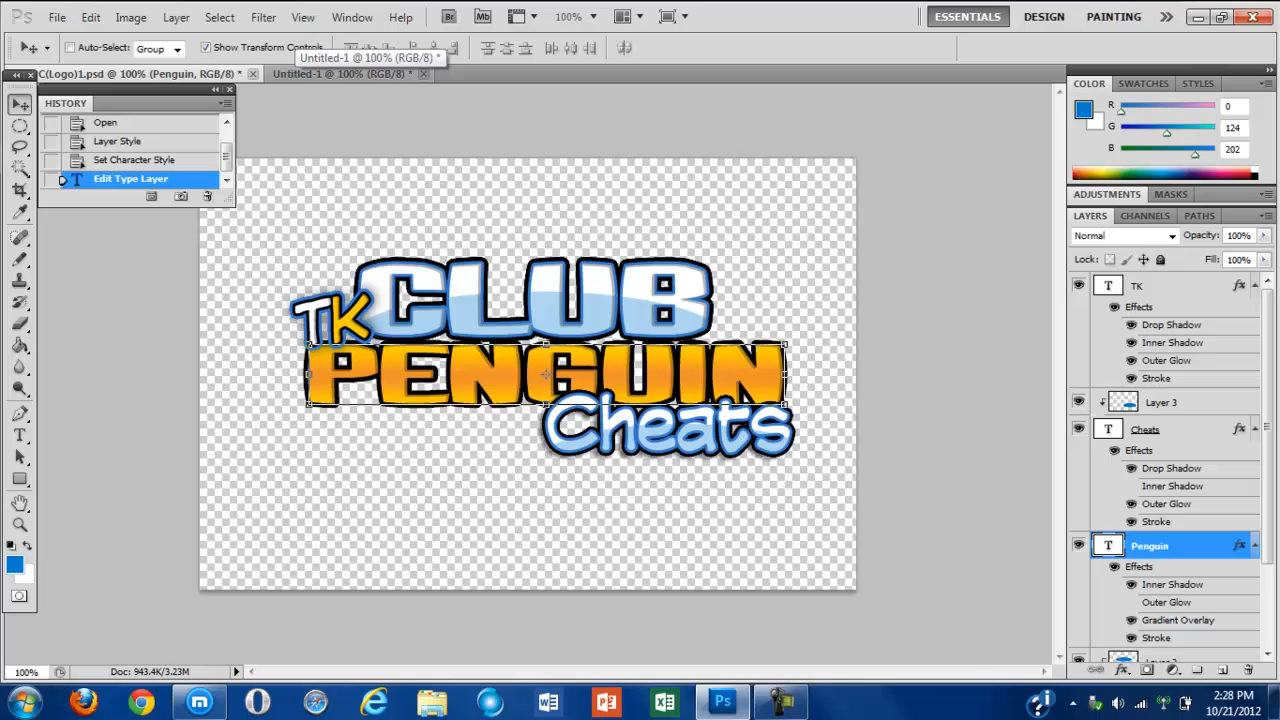 Ps File Edit Image Layer Select Filter View Window Help Br Mb 100% ESSENTIALS DESIGN PAINTING
Auto-Select: Group Show Transform Controls
Untitled-1 @ 100% (RGB/8) *
C(Logo)1.psd @ 100% (Penguin, RGB/8) * Untitled-1 @ 100% (RGB/8) *
HISTORY
Open
Layer Style
Set Character Style
Edit Type Layer
CLUB
TK
PENGUIN
Cheats
COLOR SWATCHES STYLES
R 0
G 124
B 202
ADJUSTMENTS MASKS
LAYERS CHANNELS PATHS
Normal Opacity: 100%
Lock: Fill: 100%
T TK fx
Effects
Drop Shadow
Inner Shadow
Outer Glow
Stroke
Layer 3
T Cheats fx
Effects
Drop Shadow
Inner Shadow
Outer Glow
Stroke
T Penguin fx
Effects
Inner Shadow
Outer Glow
Gradient Overlay
Stroke
100% Doc: 943.4K/3.23M
2:28 PM
10/21/2012